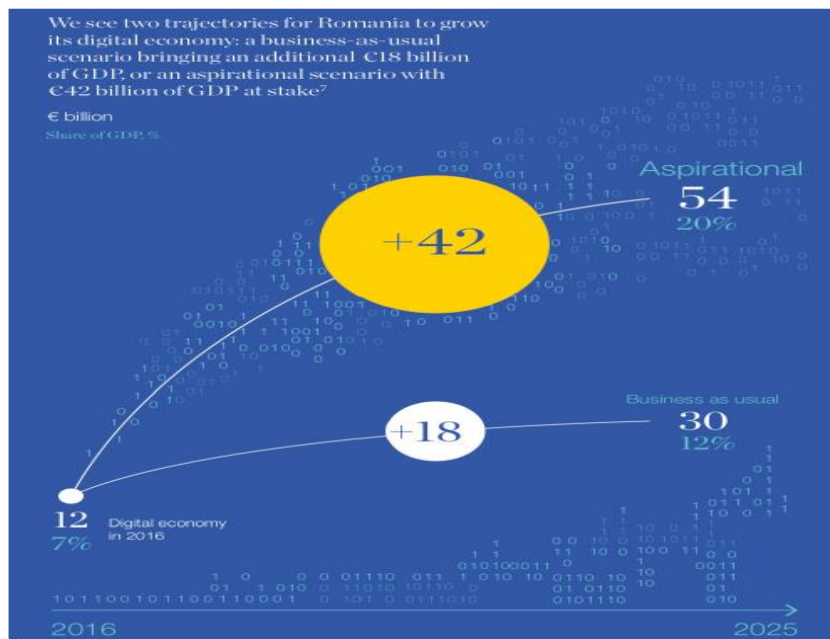 We see two trajectories for Romania to grow
its digital economy: a business-as-usual
scenario bringing an additional €18 billion
of GDP, or an aspirational scenario with
€42 billion of GDP at stake⁷
€ billion
Share of GDP, %
Aspirational
54
20%
+42
Business as usual
30
12%
+18
12
7%
Digital economy
in 2016
2016
2025